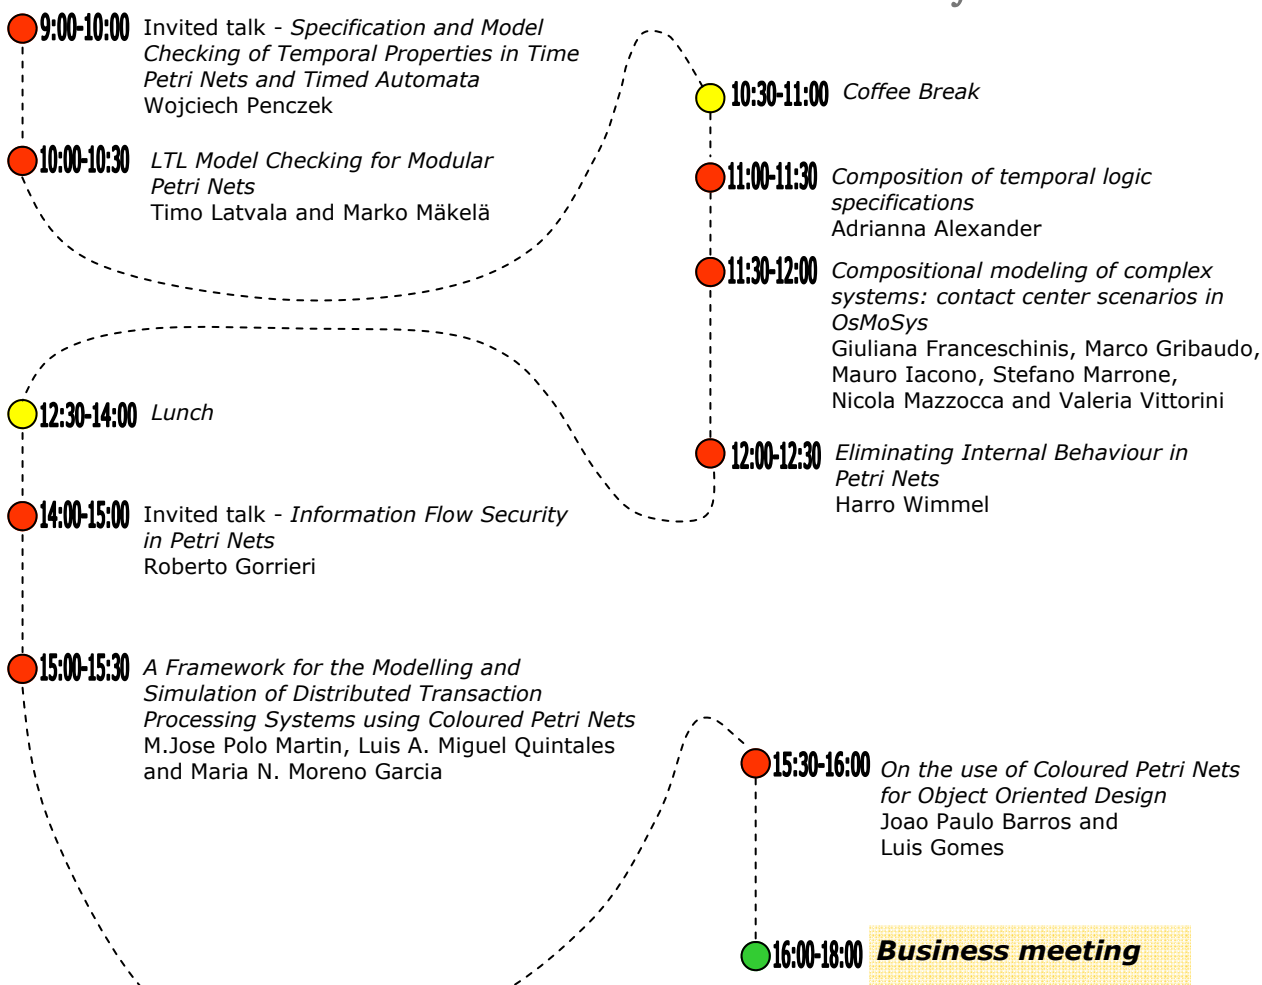 9:00-10:00 Invited talk - Specification and Model
Checking of Temporal Properties in Time
Petri Nets and Timed Automata
Wojciech Penczek
10:00-10:30 LTL Model Checking for Modular
Petri Nets
Timo Latvala and Marko Mäkelä
10:30-11:00 Coffee Break
11:00-11:30 Composition of temporal logic
specifications
Adrianna Alexander
11:30-12:00 Compositional modeling of complex
systems: contact center scenarios in
OsMoSys
Giuliana Franceschinis, Marco Gribaudo,
Mauro Iacono, Stefano Marrone,
Nicola Mazzocca and Valeria Vittorini
12:00-12:30 Eliminating Internal Behaviour in
Petri Nets
Harro Wimmel
12:30-14:00 Lunch
14:00-15:00 Invited talk - Information Flow Security
in Petri Nets
Roberto Gorrieri
15:00-15:30 A Framework for the Modelling and
Simulation of Distributed Transaction
Processing Systems using Coloured Petri Nets
M.Jose Polo Martin, Luis A. Miguel Quintales
and Maria N. Moreno Garcia
15:30-16:00 On the use of Coloured Petri Nets
for Object Oriented Design
Joao Paulo Barros and
Luis Gomes
16:00-18:00 Business meeting